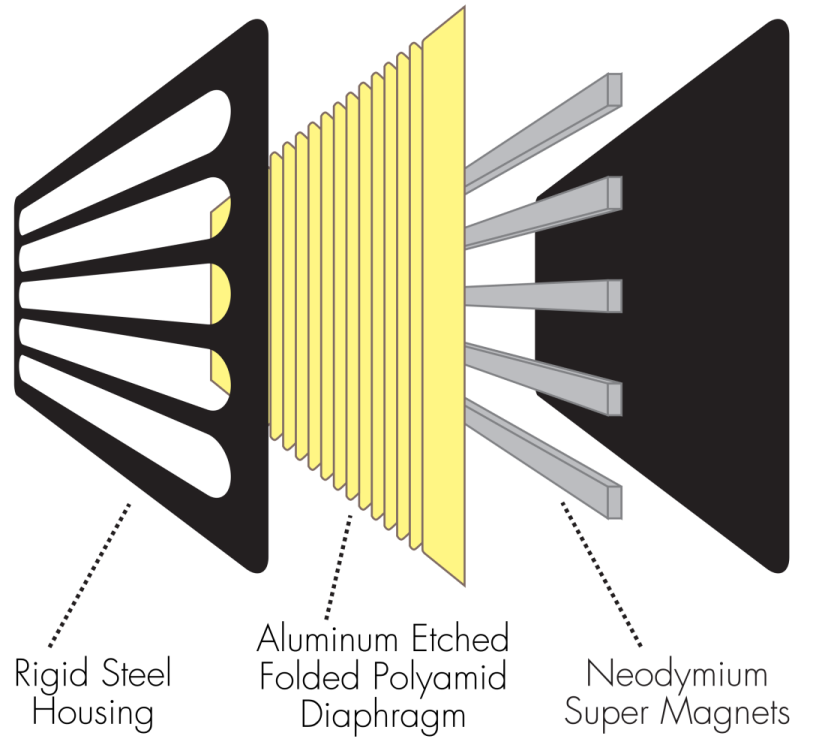 Rigid Steel
Housing
Aluminum Etched
Folded Polyamid
Diaphragm
Neodymium
Super Magnets